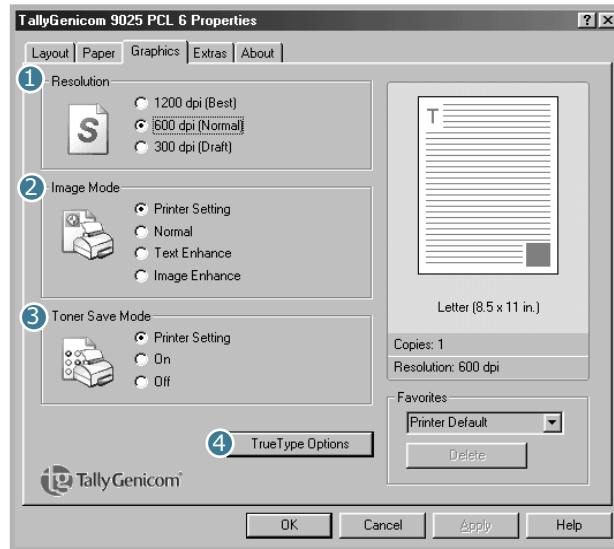 TallyGenicom 9025 PCL 6 Properties
? X
Layout Paper Graphics Extras About
1 Resolution
S
1200 dpi (Best)
600 dpi (Normal)
300 dpi (Draft)
2 Image Mode
Printer Setting
Normal
Text Enhance
Image Enhance
3 Toner Save Mode
Printer Setting
On
Off
4 TrueType Options
TallyGenicom
T
Letter (8.5 x 11 in.)
Copies: 1
Resolution: 600 dpi
Favorites
Printer Default
Delete
OK Cancel Apply Help